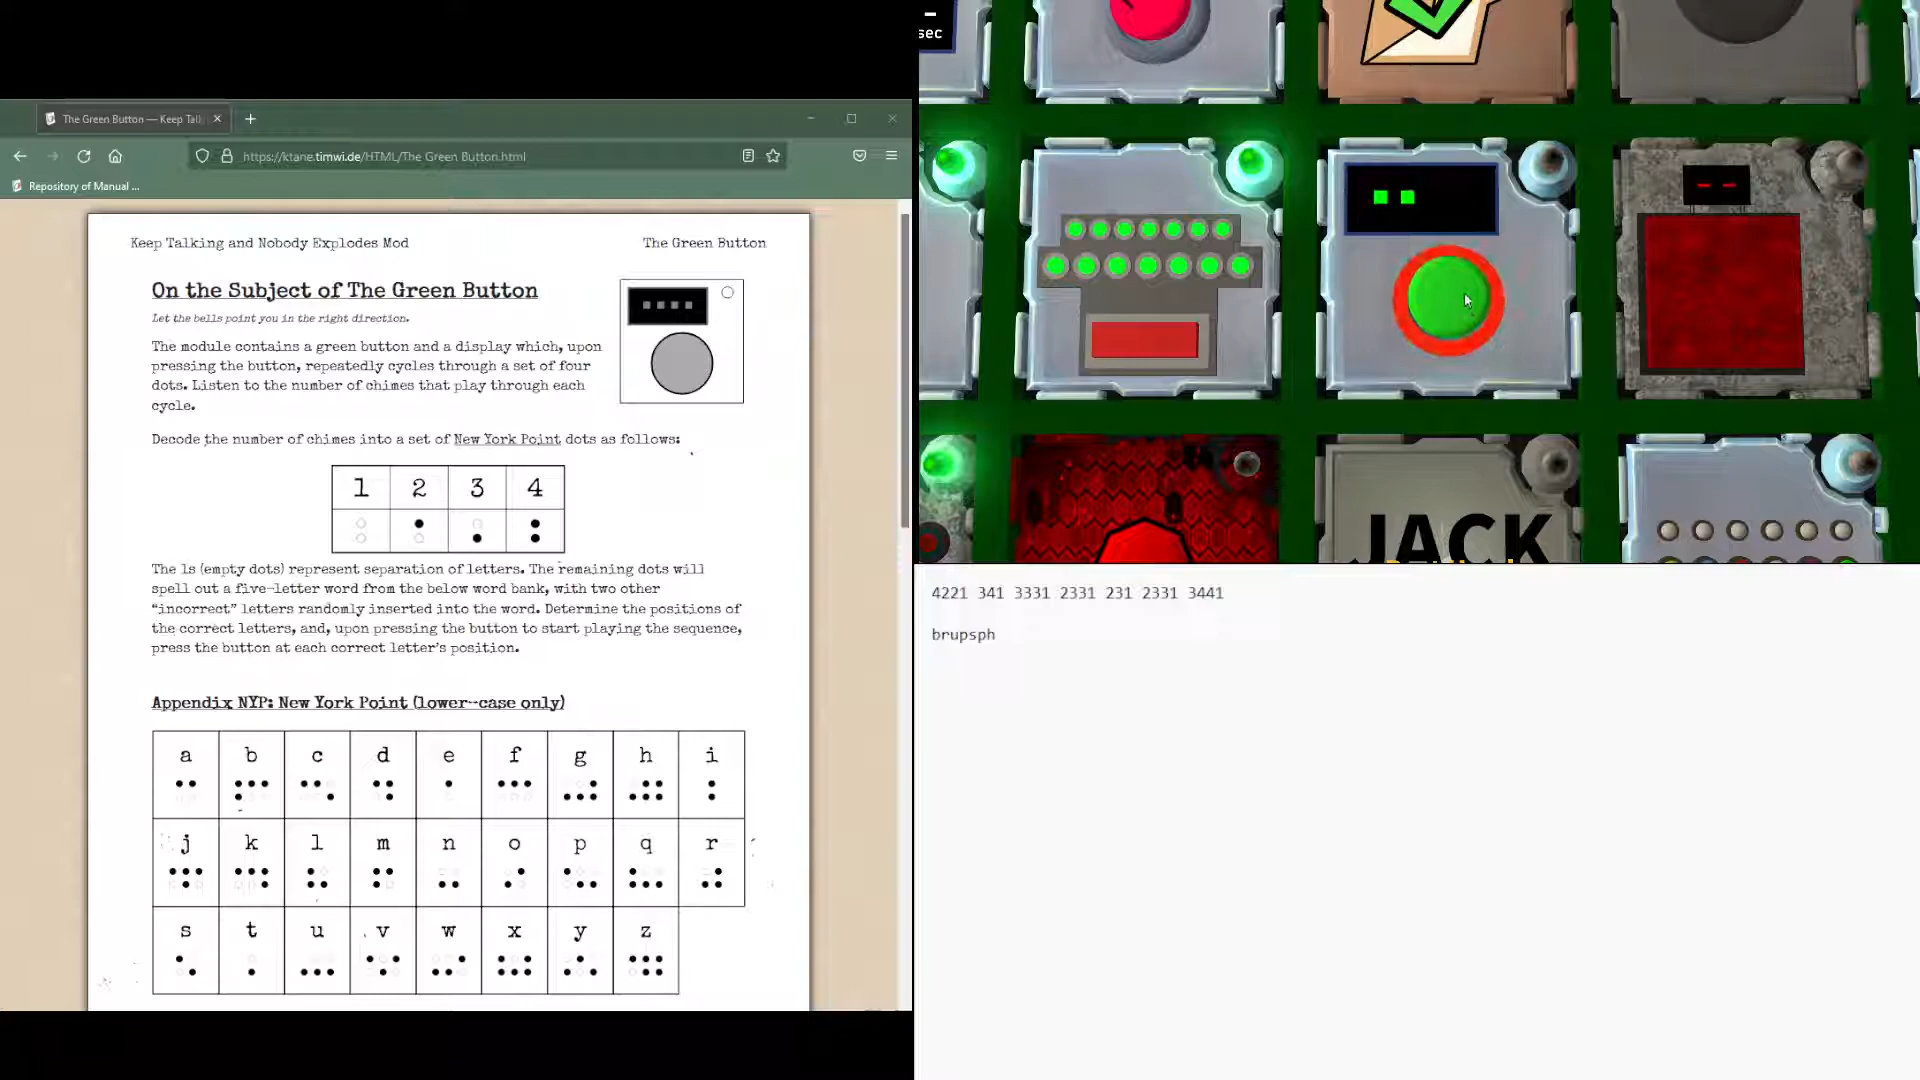 The Green Button — Keep Tal
https://ktane.timwi.de/HTML/The Green Button.html
Repository of Manual ...
Keep Talking and Nobody Explodes Mod
The Green Button
On the Subject of The Green Button
Let the bells point you in the right direction.
The module contains a green button and a display which, upon
pressing the button, repeatedly cycles through a set of four
dots. Listen to the number of chimes that play through each
cycle.
Decode the number of chimes into a set of New York Point dots as follows:
1 2 3 4
The 1s (empty dots) represent separation of letters. The remaining dots will
spell out a five-letter word from the below word bank, with two other
“incorrect” letters randomly inserted into the word. Determine the positions of
the correct letters, and, upon pressing the button to start playing the sequence,
press the button at each correct letter’s position.
Appendix NYP: New York Point (lower-case only)
a b c d e f g h i
j k l m n o p q r
s t u v w x y z
sec
JACK
4221 341 3331 2331 231 2331 3441
brupsph